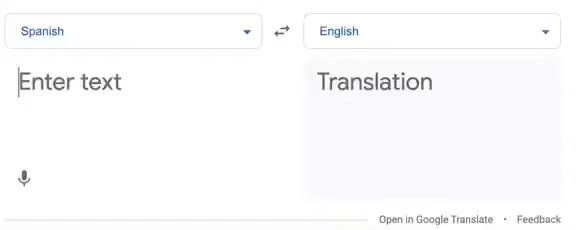 Spanish English
Enter text Translation
Open in Google Translate • Feedback